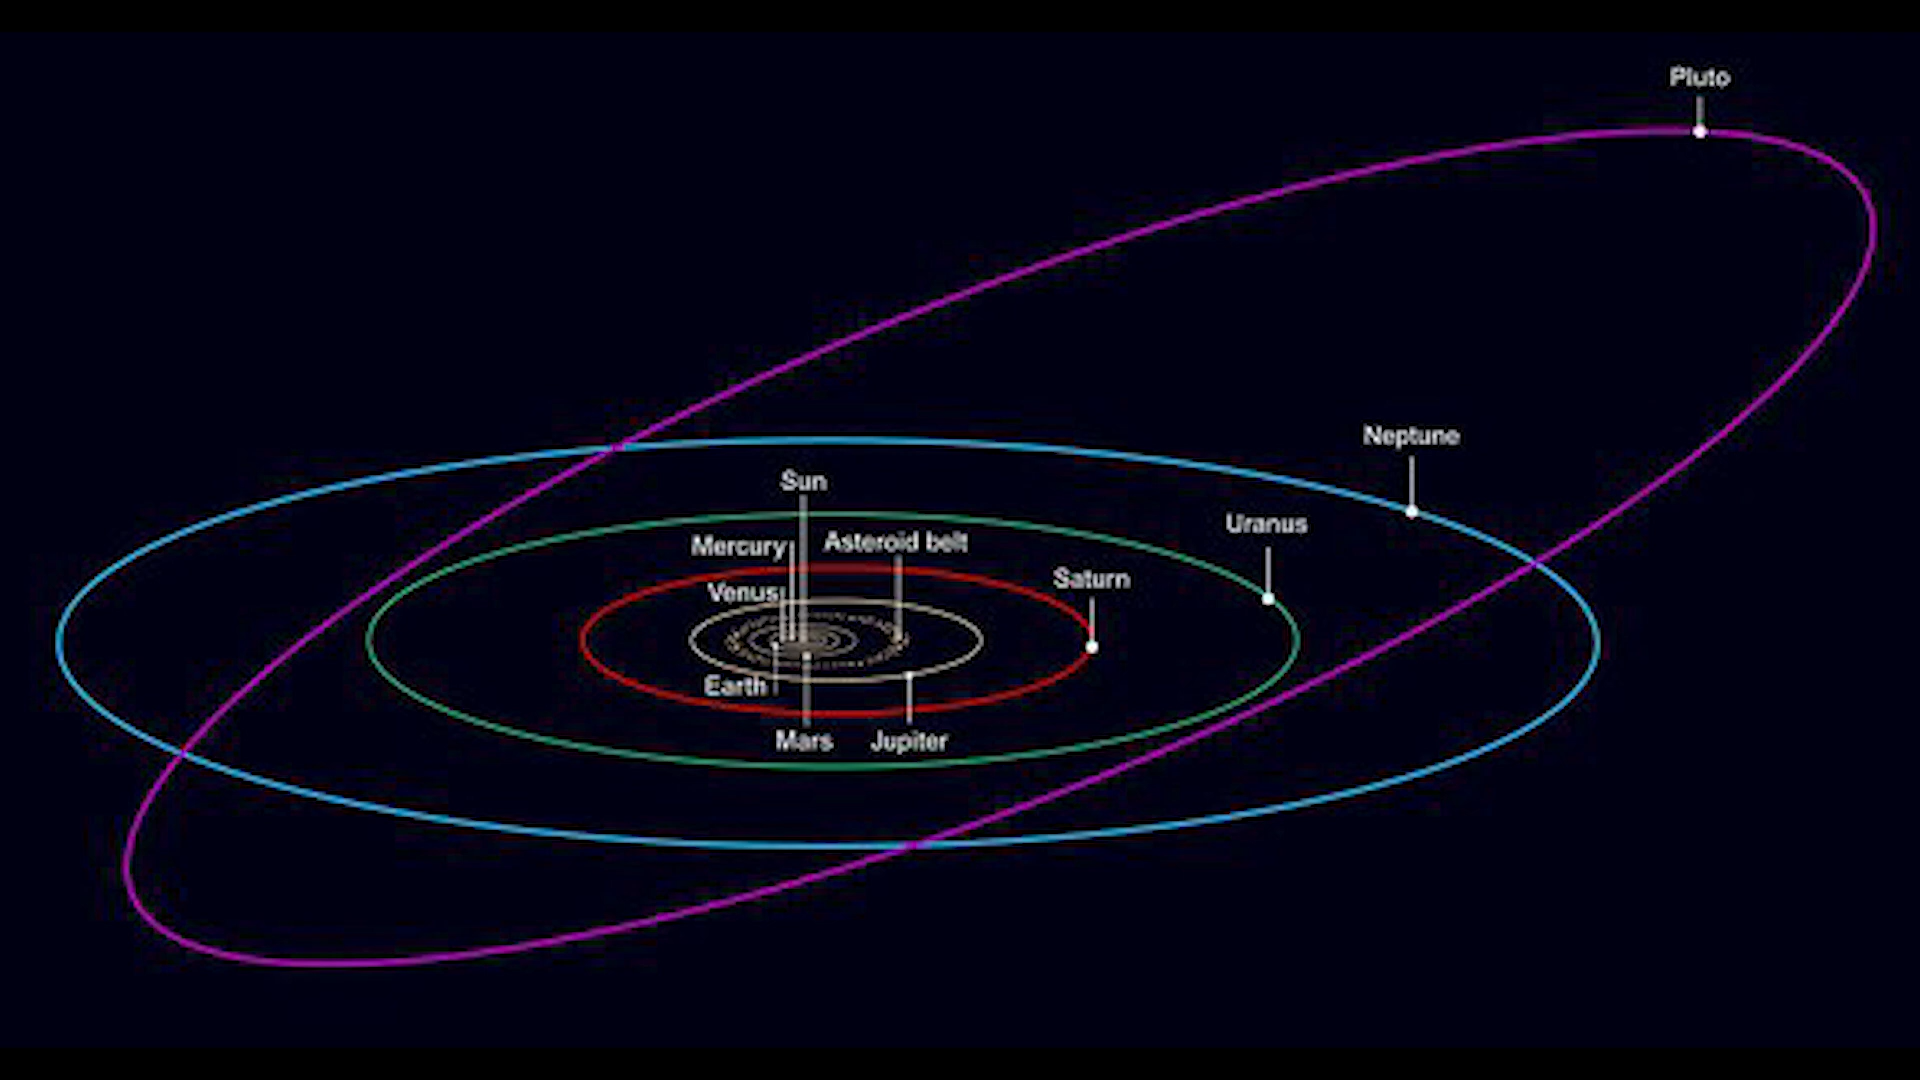 Pluto
Neptune
Sun
Uranus
Mercury
Asteroid belt
Saturn
Venus
Earth
Mars
Jupiter